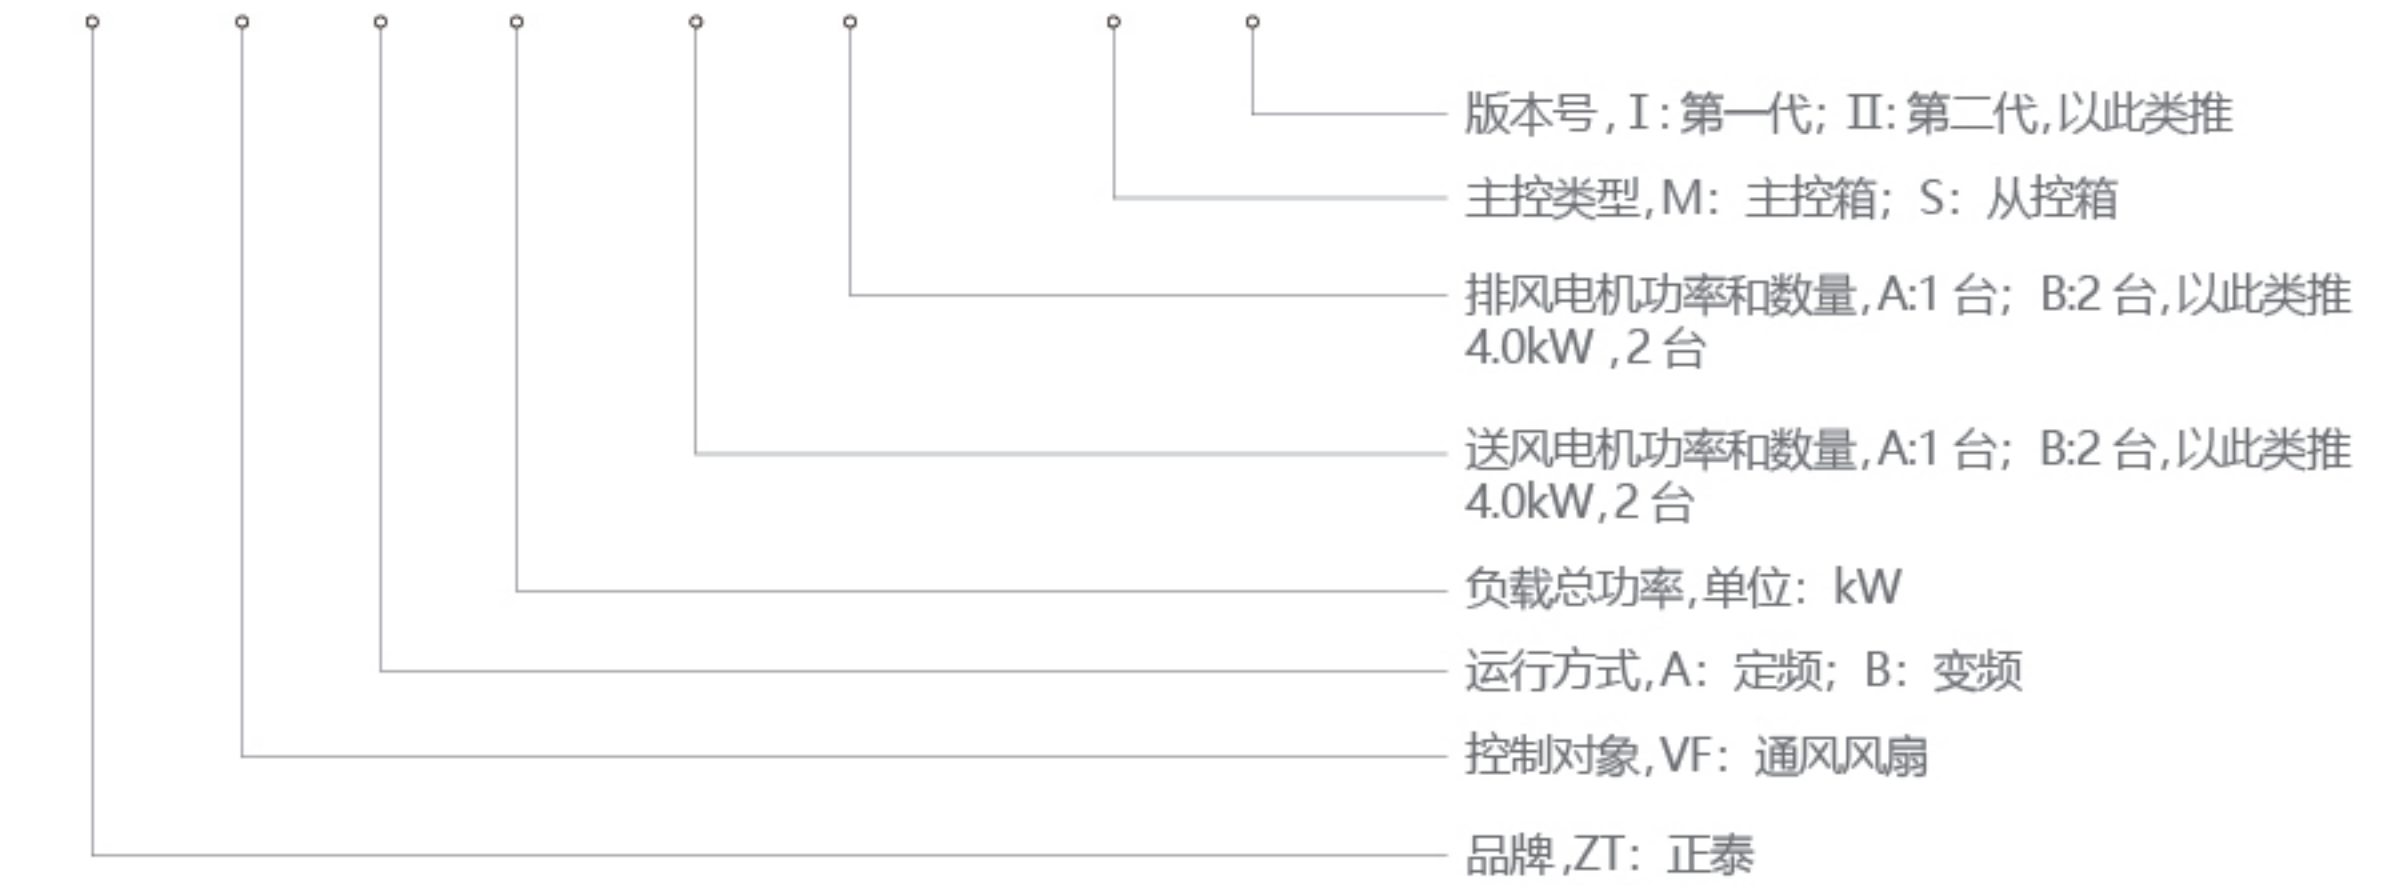 版本号,Ⅰ:第一代;Ⅱ:第二代,以此类推
主控类型,M：主控箱；S：从控箱
排风电机功率和数量,A:1 台；B:2 台,以此类推
4.0kW ,2 台
送风电机功率和数量,A:1 台；B:2 台,以此类推
4.0kW,2 台
负载总功率,单位：kW
运行方式,A：定频；B：变频
控制对象,VF：通风风扇
品牌,ZT：正泰